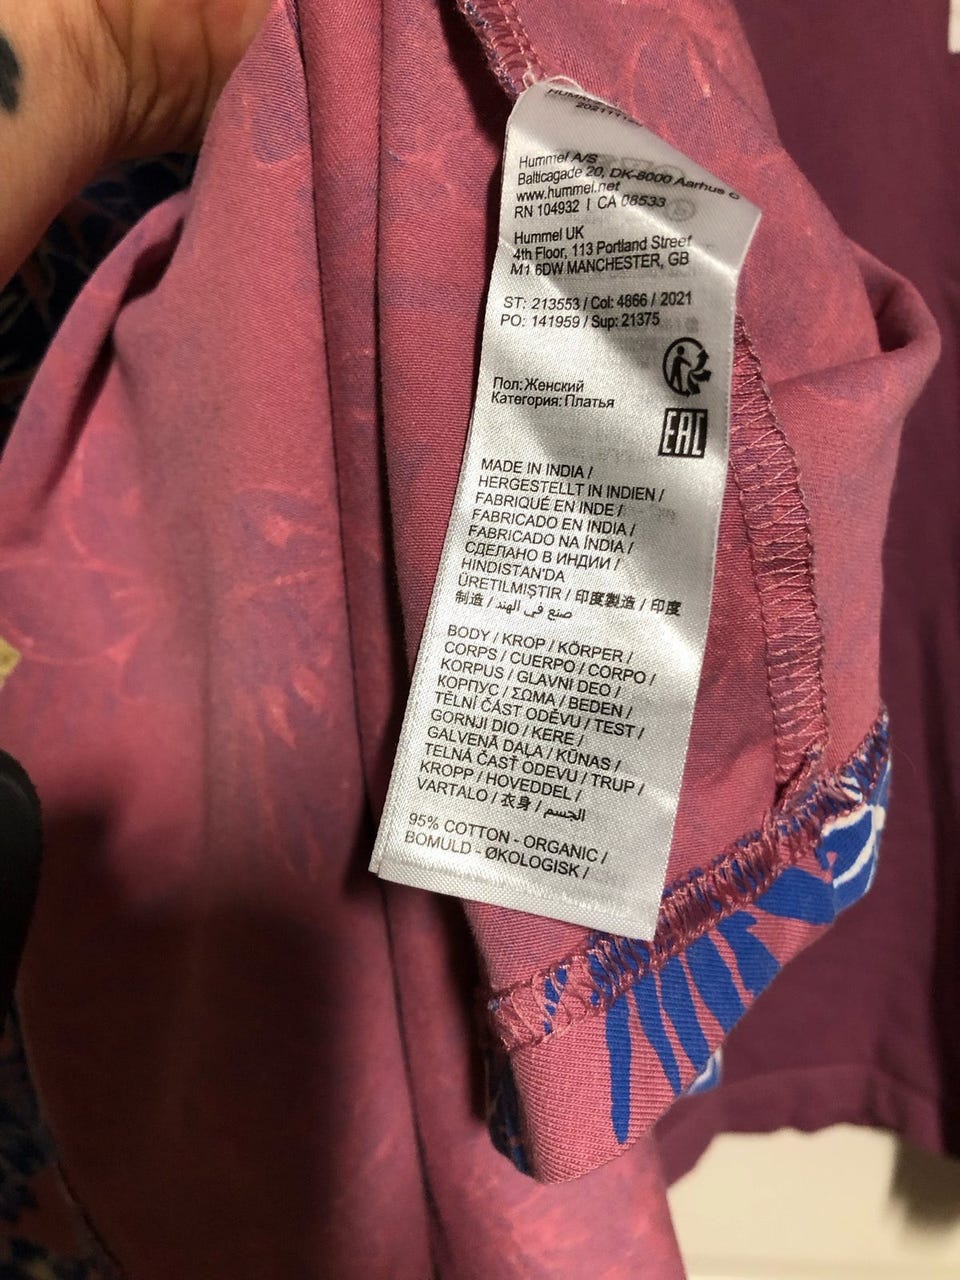 Hummel A/S
Balticagade 20, DK-8000 Aarhus C
www.hummel.net
RN 104932 I CA 08533
Hummel UK
4th Floor, 113 Portland Street
M1 6DW MANCHESTER, GB
ST: 213553 / Col: 4866 / 2021
PO: 141959 / Sup: 21375
Пол: Женский
Категория: Платья
EAC
MADE IN INDIA /
HERGESTELLT IN INDIEN /
FABRIQUÉ EN INDE /
FABRICADO EN INDIA /
FABRICADO NA ÍNDIA /
СДЕЛАНО В ИНДИИ /
HINDISTAN'DA
ÜRETILMIŞTIR / 印度製造 / 印度
制造 / صنع في الهند /
BODY / KROP / KÖRPER /
CORPS / CUERPO / CORPO /
KORPUS / GLAVNI DEO /
КОРПУС / ΣΩΜΑ / BEDEN /
TĚLNÍ ČÁST ODĚVU / TEST /
GORNJI DIO / KERE /
GALVENĀ DAĻA / KŪNAS /
TELNÁ ČASŤ ODEVU / TRUP /
KROPP / HOVEDDEL /
VARTALO / 衣身 / الجسم
95% COTTON - ORGANIC /
BOMULD - ØKOLOGISK /